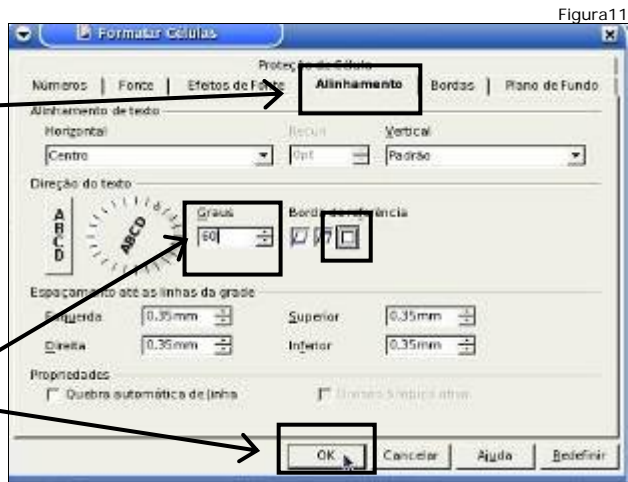 Figura11
Formatar Células
Proteção de Célula
Números Fonte Efeitos de Fonte Alinhamento Bordas Plano de Fundo
Alinhamento de texto
Horizontal Vertical
Centro 0pt Padrão
Direção do texto
ABCD ABCD Graus Borda de referência
60
Espaçamento até as linhas da grade
Esquerda 0,35mm Superior 0,35mm
Direita 0,35mm Inferior 0,35mm
Propriedades
Quebra automática de linha
OK Cancelar Ajuda Redefinir